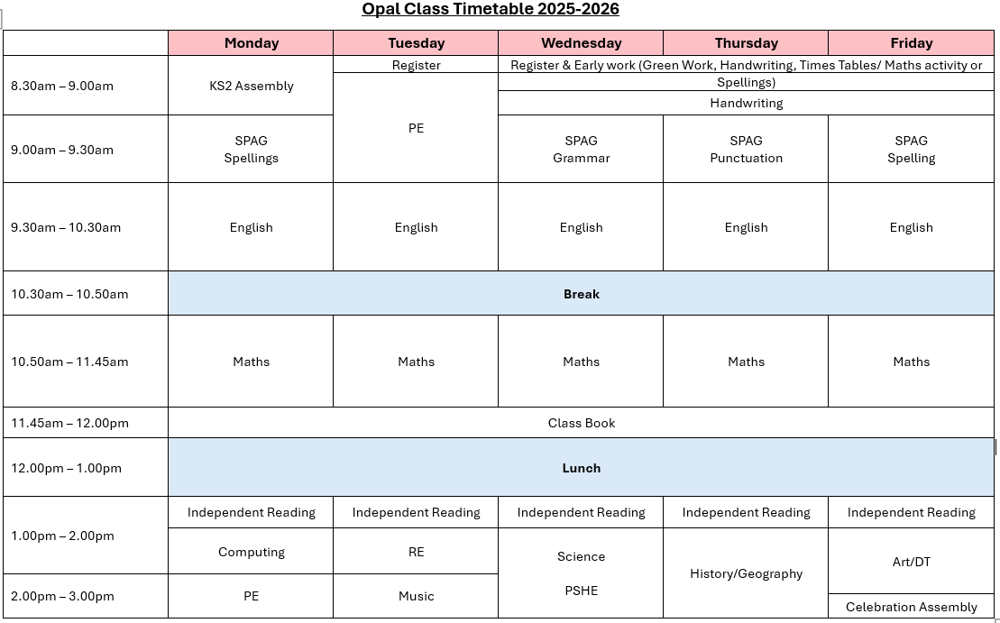 Opal Class Timetable 2025-2026
Monday Tuesday Wednesday Thursday Friday
8.30am – 9.00am
KS2 Assembly
Register
Register & Early work (Green Work, Handwriting, Times Tables/ Maths activity or
Spellings)
Handwriting
PE
9.00am – 9.30am
SPAG
Spellings
SPAG
Grammar
SPAG
Punctuation
SPAG
Spelling
9.30am – 10.30am
English English English English English
10.30am – 10.50am
Break
10.50am – 11.45am
Maths Maths Maths Maths Maths
11.45am – 12.00pm
Class Book
12.00pm – 1.00pm
Lunch
1.00pm – 2.00pm
Independent Reading Independent Reading Independent Reading Independent Reading Independent Reading
Computing
RE
Science
PSHE
History/Geography
Art/DT
2.00pm – 3.00pm
PE
Music
Celebration Assembly